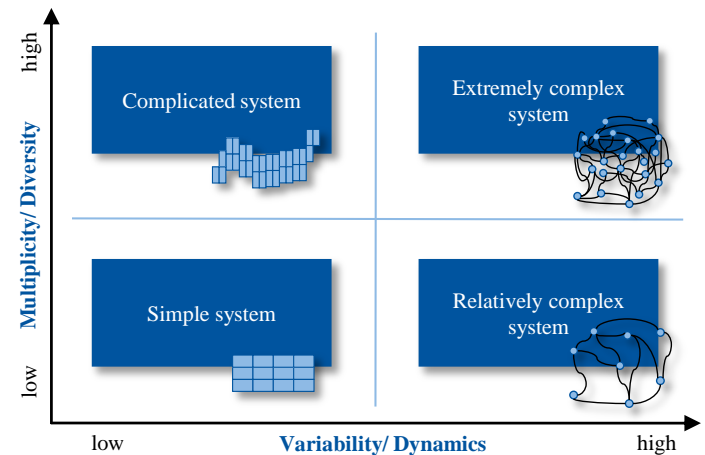 high
Complicated system
Extremely complex
system
Multiplicity/ Diversity
Simple system
Relatively complex
system
low
low
Variability/ Dynamics
high